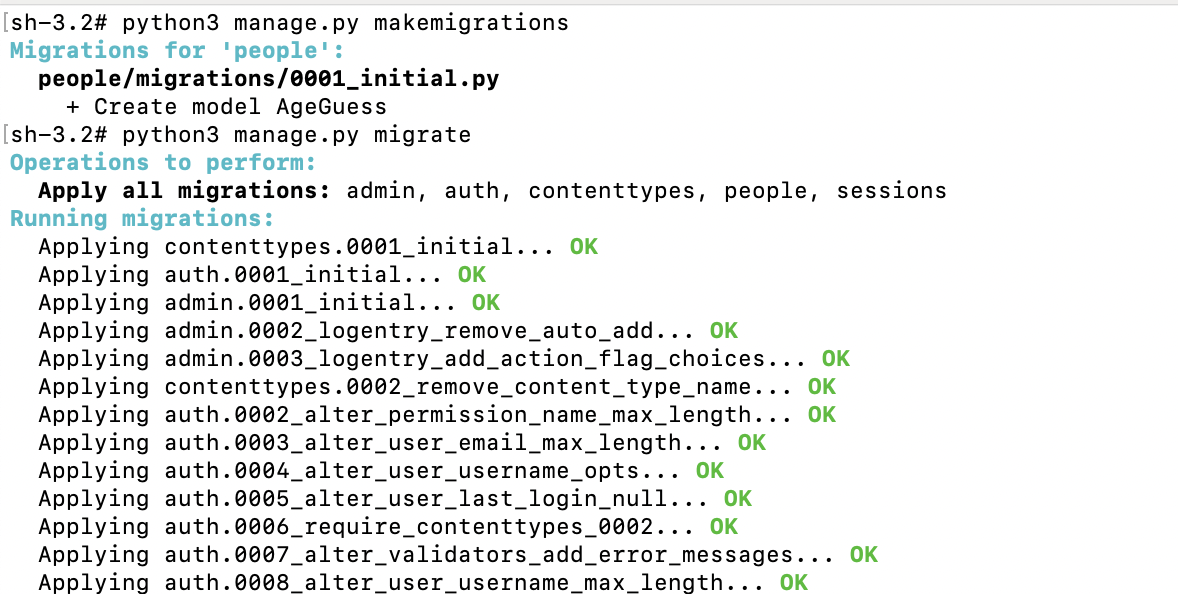 [sh-3.2# python3 manage.py makemigrations
Migrations for 'people':
people/migrations/0001_initial.py
+ Create model AgeGuess
[sh-3.2# python3 manage.py migrate
Operations to perform:
Apply all migrations: admin, auth, contenttypes, people, sessions
Running migrations:
Applying contenttypes.0001_initial... OK
Applying auth.0001_initial... OK
Applying admin.0001_initial... OK
Applying admin.0002_logentry_remove_auto_add... OK
Applying admin.0003_logentry_add_action_flag_choices... OK
Applying contenttypes.0002_remove_content_type_name... OK
Applying auth.0002_alter_permission_name_max_length... OK
Applying auth.0003_alter_user_email_max_length... OK
Applying auth.0004_alter_user_username_opts... OK
Applying auth.0005_alter_user_last_login_null... OK
Applying auth.0006_require_contenttypes_0002... OK
Applying auth.0007_alter_validators_add_error_messages... OK
Applying auth.0008_alter_user_username_max_length... OK